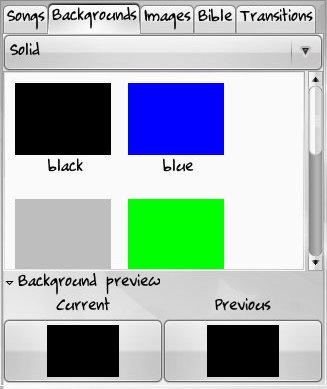 Songs Backgrounds Images Bible Transitions
Solid
black blue
Background preview
Current Previous